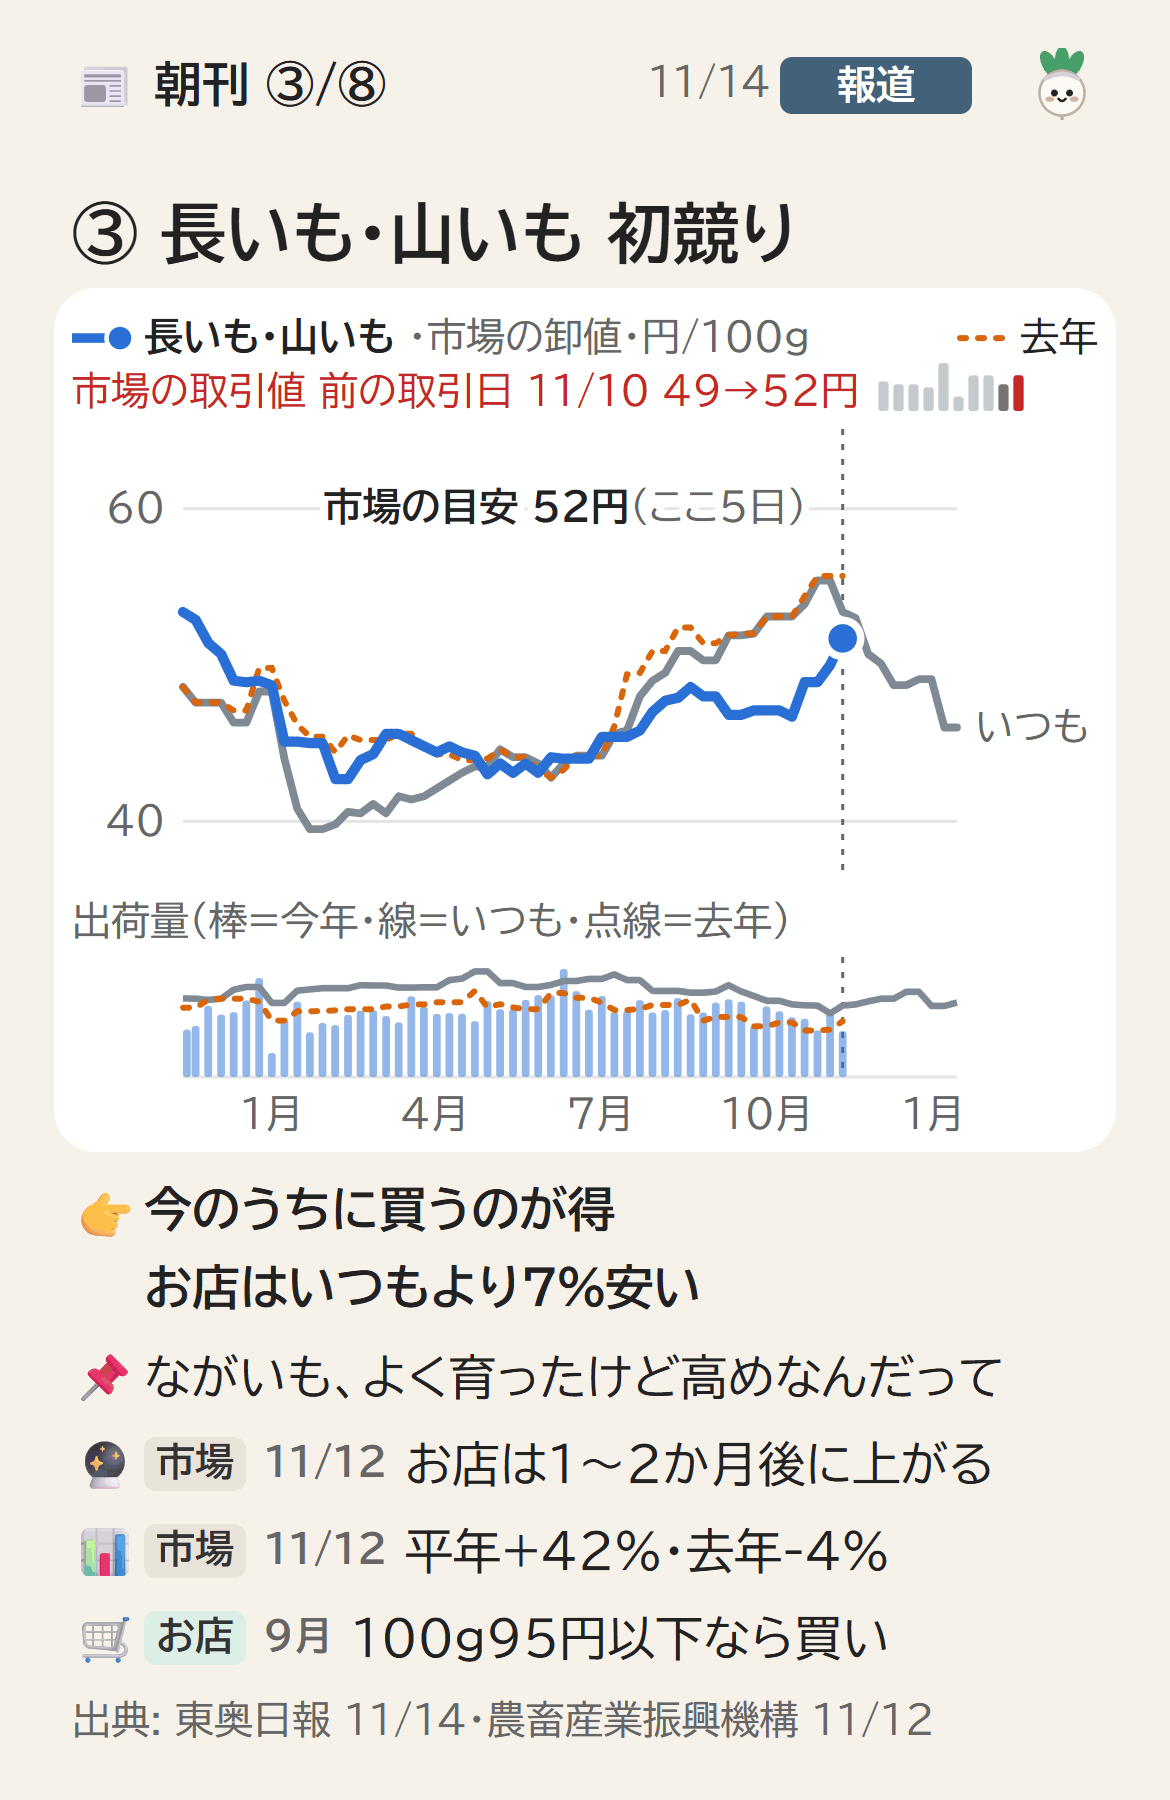 朝刊 ③/⑧
11/14 報道
③ 長いも・山いも 初競り
長いも・山いも ・市場の卸値・円/100g
去年
市場の取引値 前の取引日 11/10 49→52円
60
市場の目安 52円(ここ5日)
いつも
40
出荷量(棒=今年・線=いつも・点線=去年)
1月 4月 7月 10月 1月
今のうちに買うのが得
お店はいつもより7%安い
ながいも、よく育ったけど高めなんだって
市場 11/12 お店は1〜2か月後に上がる
市場 11/12 平年+42%・去年-4%
お店 9月 100g95円以下なら買い
出典: 東奥日報 11/14・農畜産業振興機構 11/12